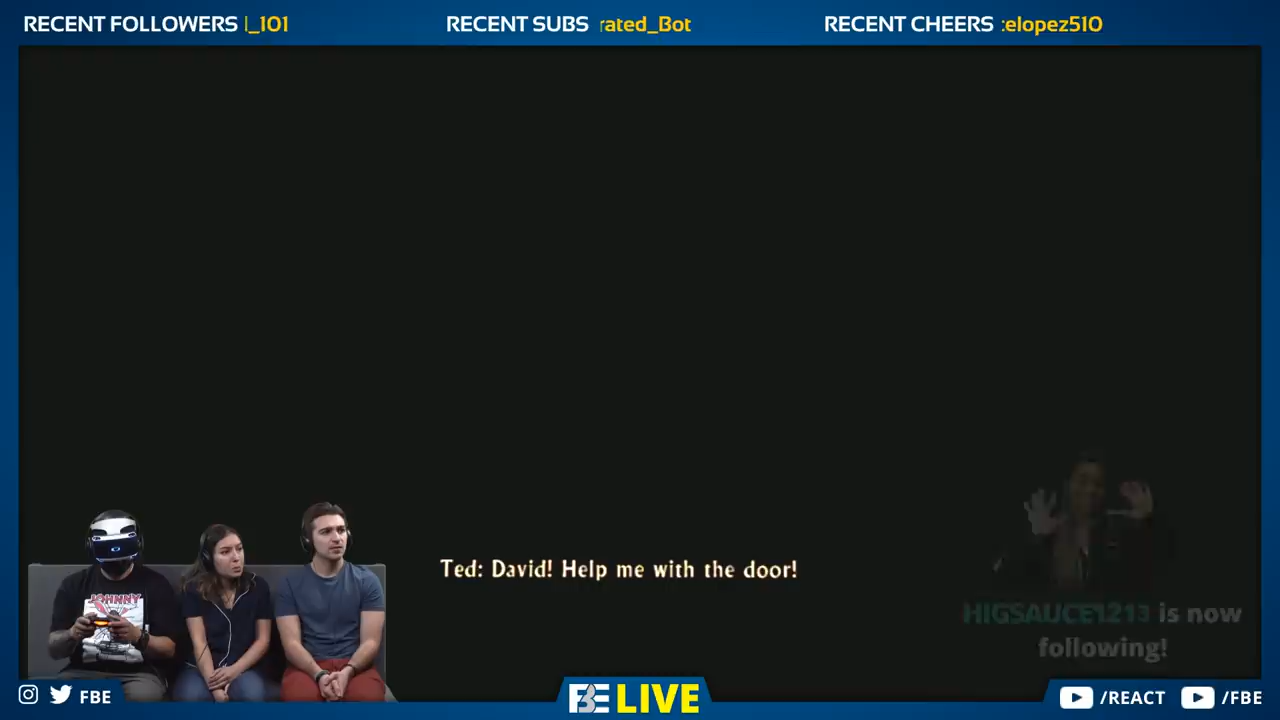 RECENT FOLLOWERS l_101
RECENT SUBS rated_Bot
RECENT CHEERS :elopez510
JOHNNY
Ted: David! Help me with the door!
HIGSAUCE1213 is now
following!
FBE
FBE LIVE
/REACT
/FBE